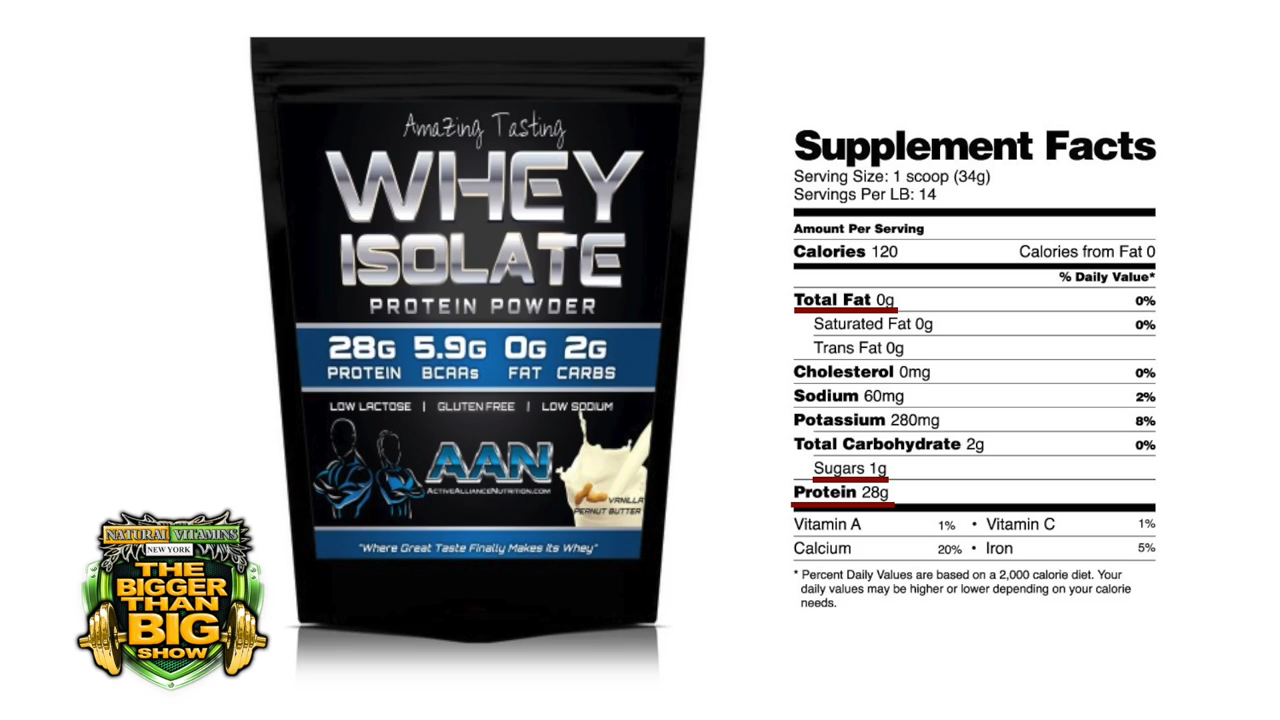 Amazing Tasting
WHEY
ISOLATE
PROTEIN POWDER
28G 5.9G 0G 2G
PROTEIN BCAAs FAT CARBS
LOW LACTOSE | GLUTEN FREE | LOW SODIUM
AAN
ACTIVEALLIANCENUTRITION.COM
VANILLA
PEANUT BUTTER
"Where Great Taste Finally Makes Its Whey"
NATURAL VITAMINS
NEW YORK
THE
BIGGER
THAN
BIG
SHOW
Supplement Facts
Serving Size: 1 scoop (34g)
Servings Per LB: 14
Amount Per Serving
Calories 120 Calories from Fat 0
% Daily Value*
Total Fat 0g 0%
Saturated Fat 0g 0%
Trans Fat 0g
Cholesterol 0mg 0%
Sodium 60mg 2%
Potassium 280mg 8%
Total Carbohydrate 2g 0%
Sugars 1g
Protein 28g
Vitamin A 1% • Vitamin C 1%
Calcium 20% • Iron 5%
* Percent Daily Values are based on a 2,000 calorie diet. Your
daily values may be higher or lower depending on your calorie
needs.